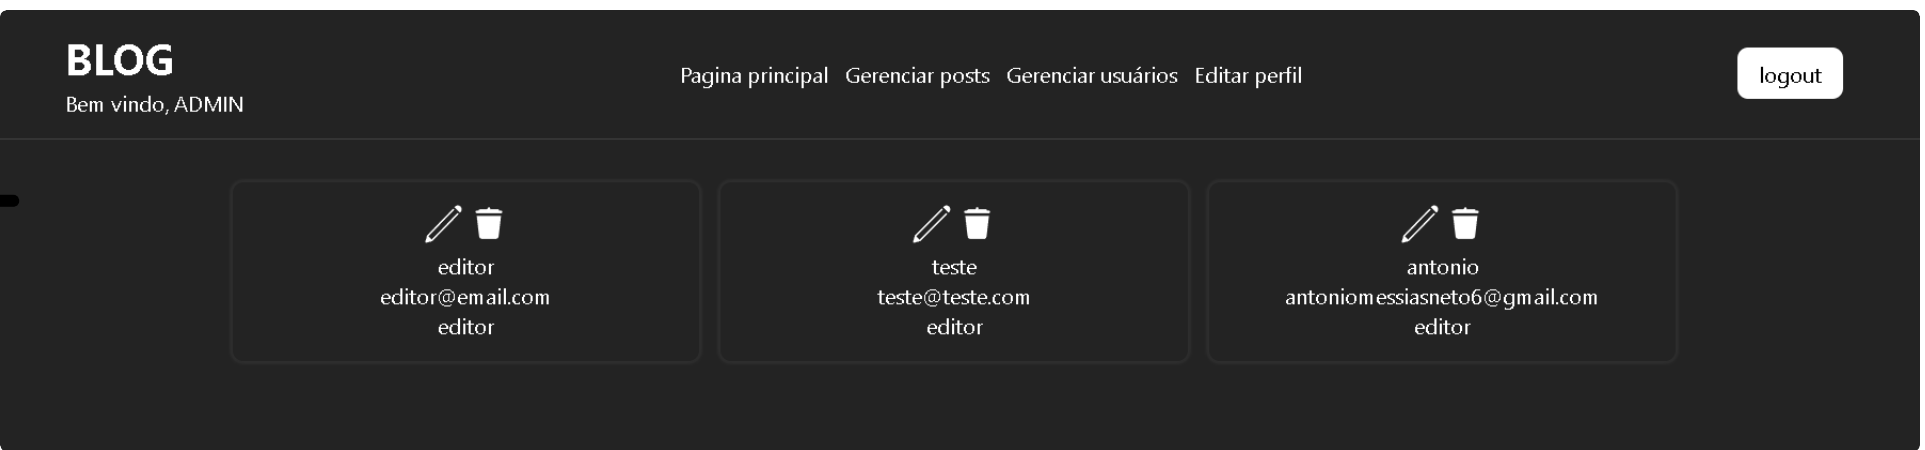 BLOG
Bem vindo, ADMIN
Pagina principal Gerenciar posts Gerenciar usuários Editar perfil
logout
editor
editor@email.com
editor
teste
teste@teste.com
editor
antonio
antoniomessiasneto6@gmail.com
editor